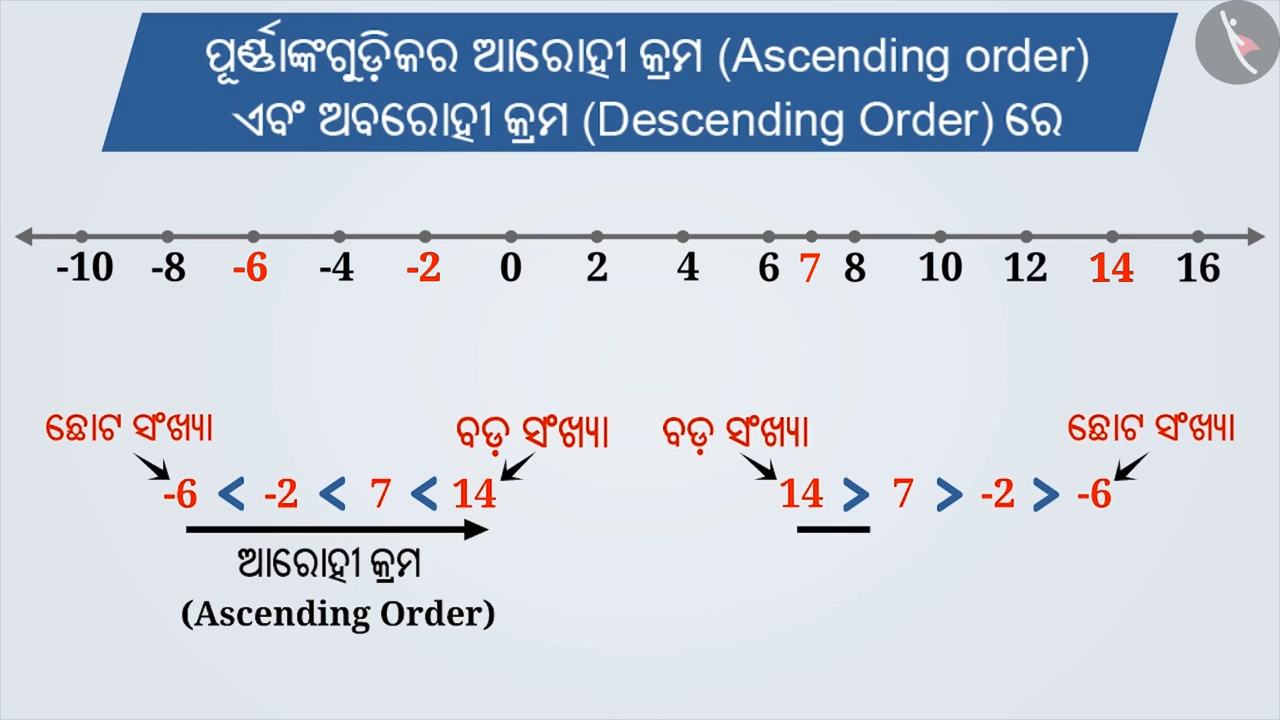 ପୂର୍ଣ୍ଣାଙ୍କଗୁଡ଼ିକର ଆରୋହୀ କ୍ରମ (Ascending order)
ଏବଂ ଅବରୋହୀ କ୍ରମ (Descending Order) ରେ
-10 -8 -6 -4 -2 0 2 4 6 7 8 10 12 14 16
ଛୋଟ ସଂଖ୍ୟା ବଡ଼ ସଂଖ୍ୟା ବଡ଼ ସଂଖ୍ୟା ଛୋଟ ସଂଖ୍ୟା
-6 < -2 < 7 < 14 14 > 7 > -2 > -6
ଆରୋହୀ କ୍ରମ
(Ascending Order)